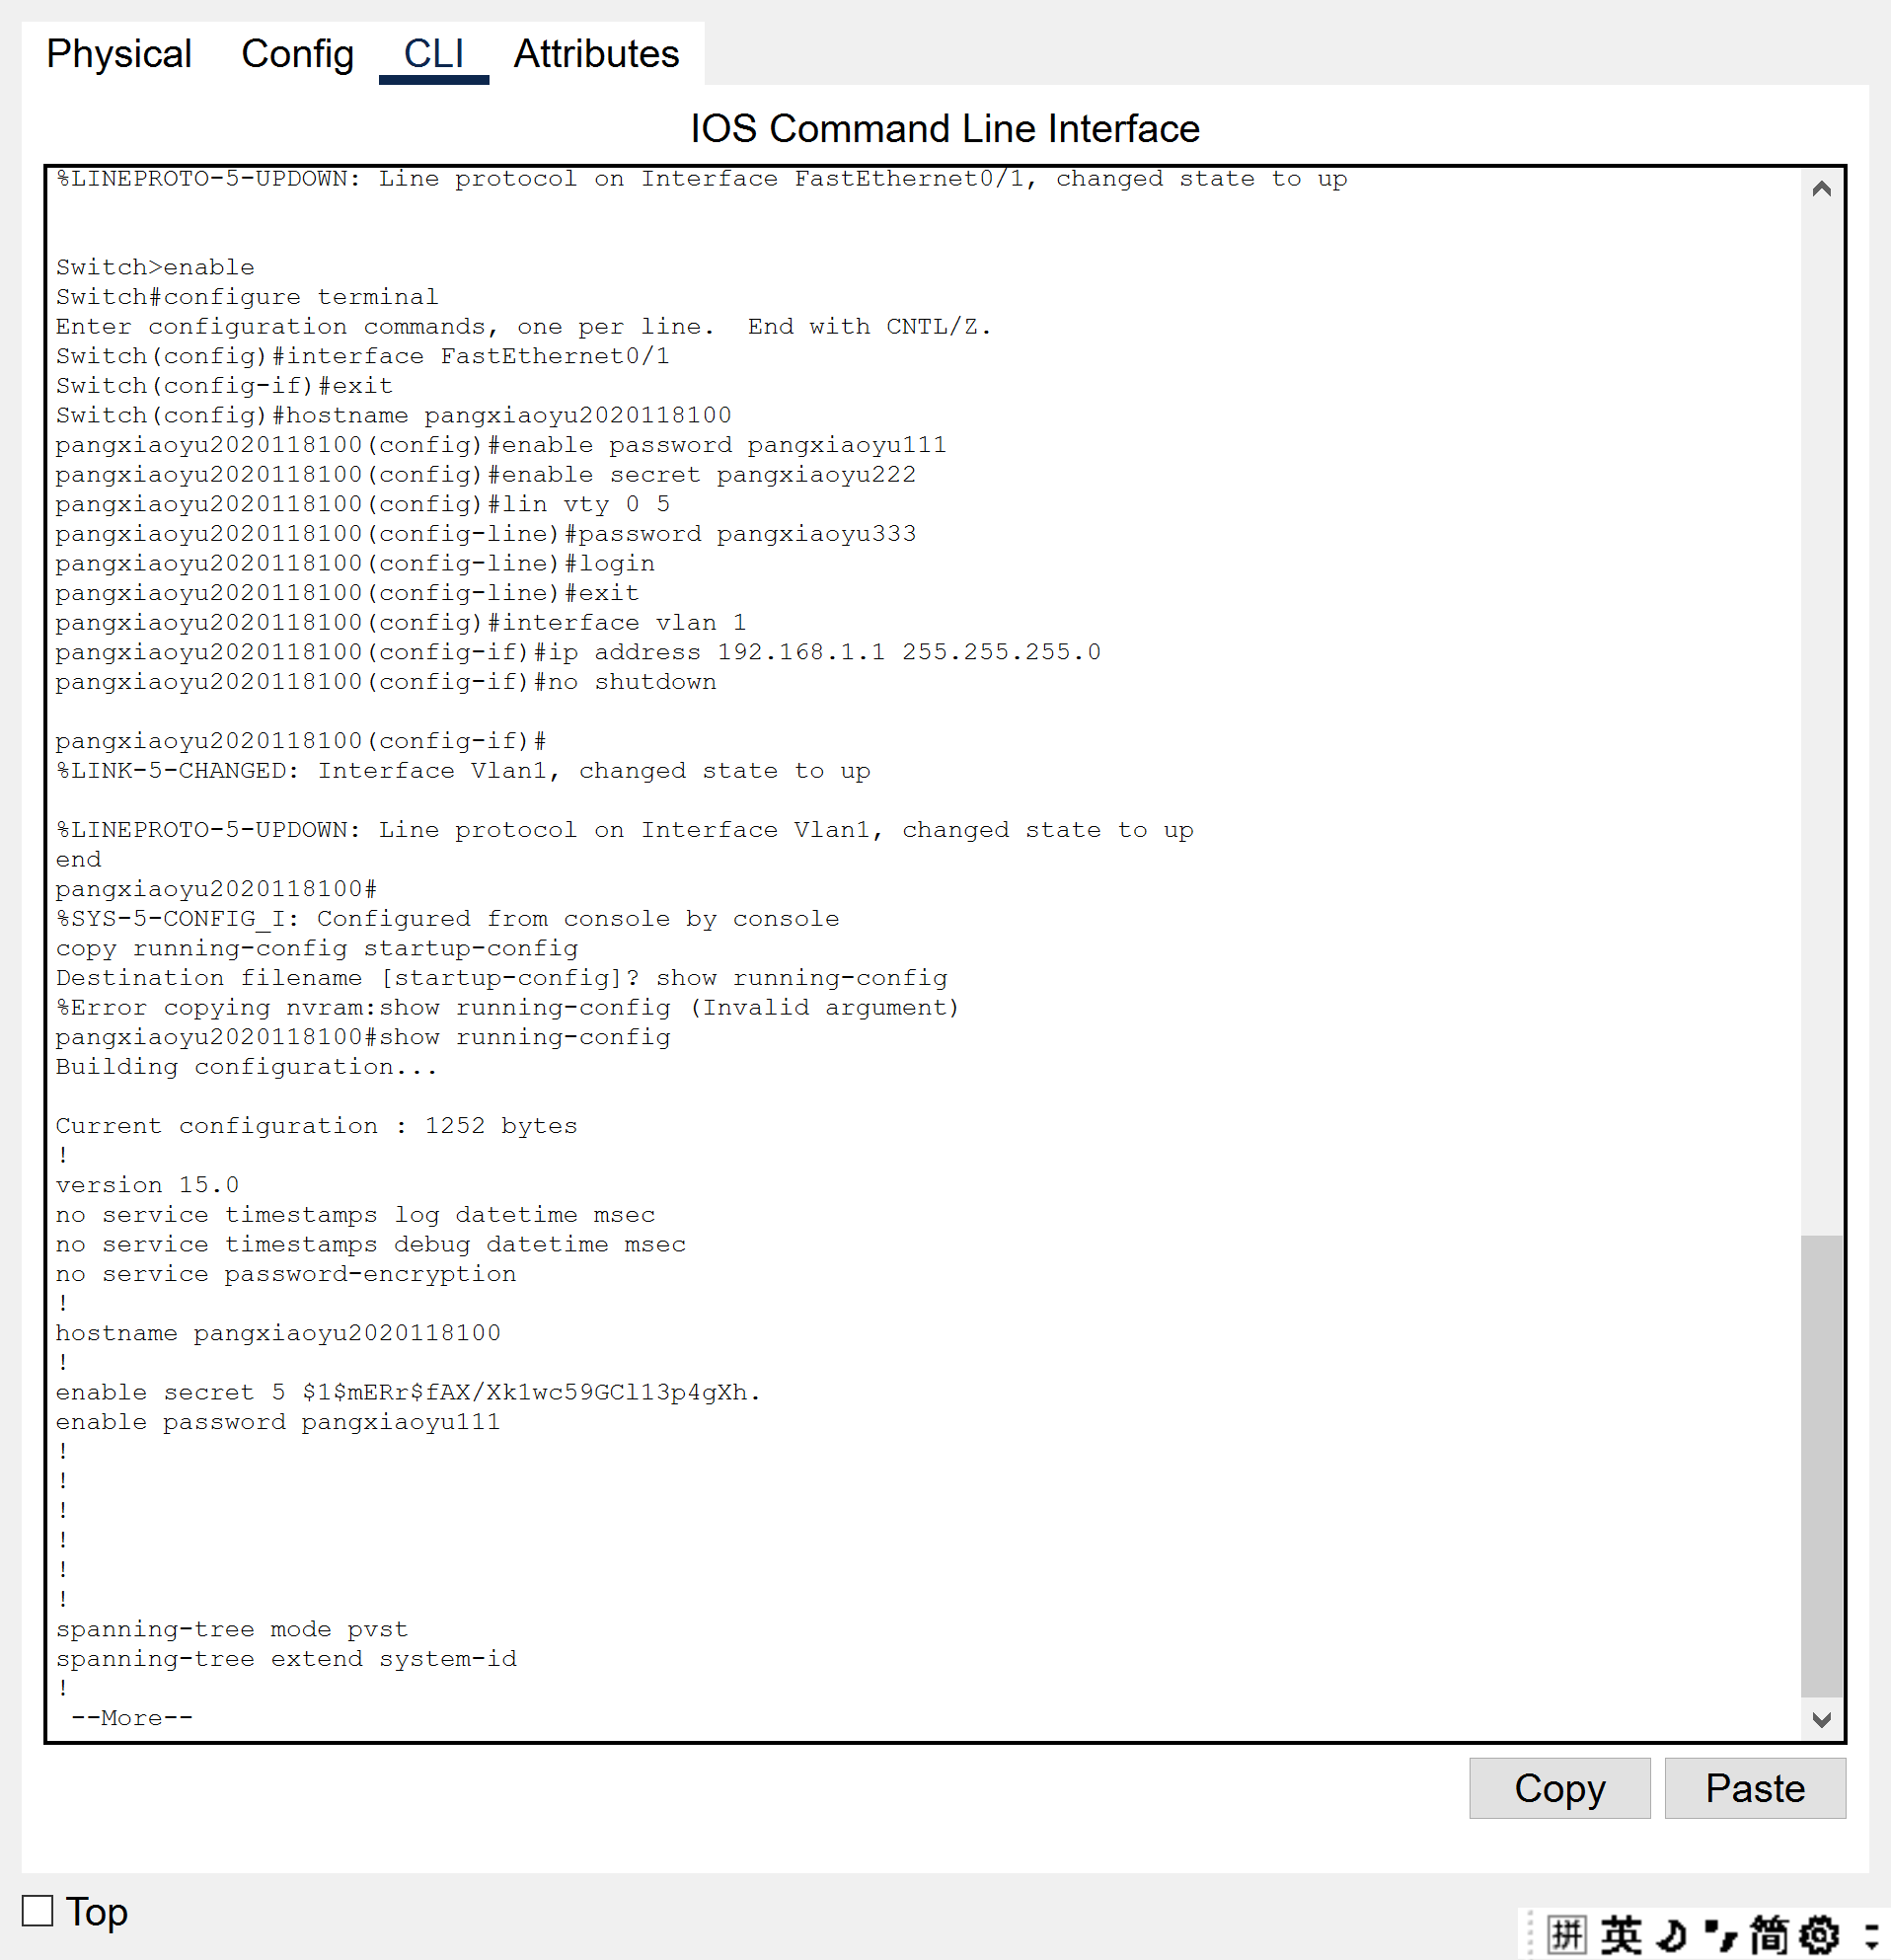 Physical Config CLI Attributes
IOS Command Line Interface
%LINEPROTO-5-UPDOWN: Line protocol on Interface FastEthernet0/1, changed state to up
Switch>enable
Switch#configure terminal
Enter configuration commands, one per line.  End with CNTL/Z.
Switch(config)#interface FastEthernet0/1
Switch(config-if)#exit
Switch(config)#hostname pangxiaoyu2020118100
pangxiaoyu2020118100(config)#enable password pangxiaoyu111
pangxiaoyu2020118100(config)#enable secret pangxiaoyu222
pangxiaoyu2020118100(config)#lin vty 0 5
pangxiaoyu2020118100(config-line)#password pangxiaoyu333
pangxiaoyu2020118100(config-line)#login
pangxiaoyu2020118100(config-line)#exit
pangxiaoyu2020118100(config)#interface vlan 1
pangxiaoyu2020118100(config-if)#ip address 192.168.1.1 255.255.255.0
pangxiaoyu2020118100(config-if)#no shutdown
pangxiaoyu2020118100(config-if)#
%LINK-5-CHANGED: Interface Vlan1, changed state to up
%LINEPROTO-5-UPDOWN: Line protocol on Interface Vlan1, changed state to up
end
pangxiaoyu2020118100#
%SYS-5-CONFIG_I: Configured from console by console
copy running-config startup-config
Destination filename [startup-config]? show running-config
%Error copying nvram:show running-config (Invalid argument)
pangxiaoyu2020118100#show running-config
Building configuration...
Current configuration : 1252 bytes
!
version 15.0
no service timestamps log datetime msec
no service timestamps debug datetime msec
no service password-encryption
!
hostname pangxiaoyu2020118100
!
enable secret 5 $1$mERr$fAX/Xk1wc59GCl13p4gXh.
enable password pangxiaoyu111
!
!
!
!
!
!
spanning-tree mode pvst
spanning-tree extend system-id
!
--More--
Copy Paste
Top
拼 英 简